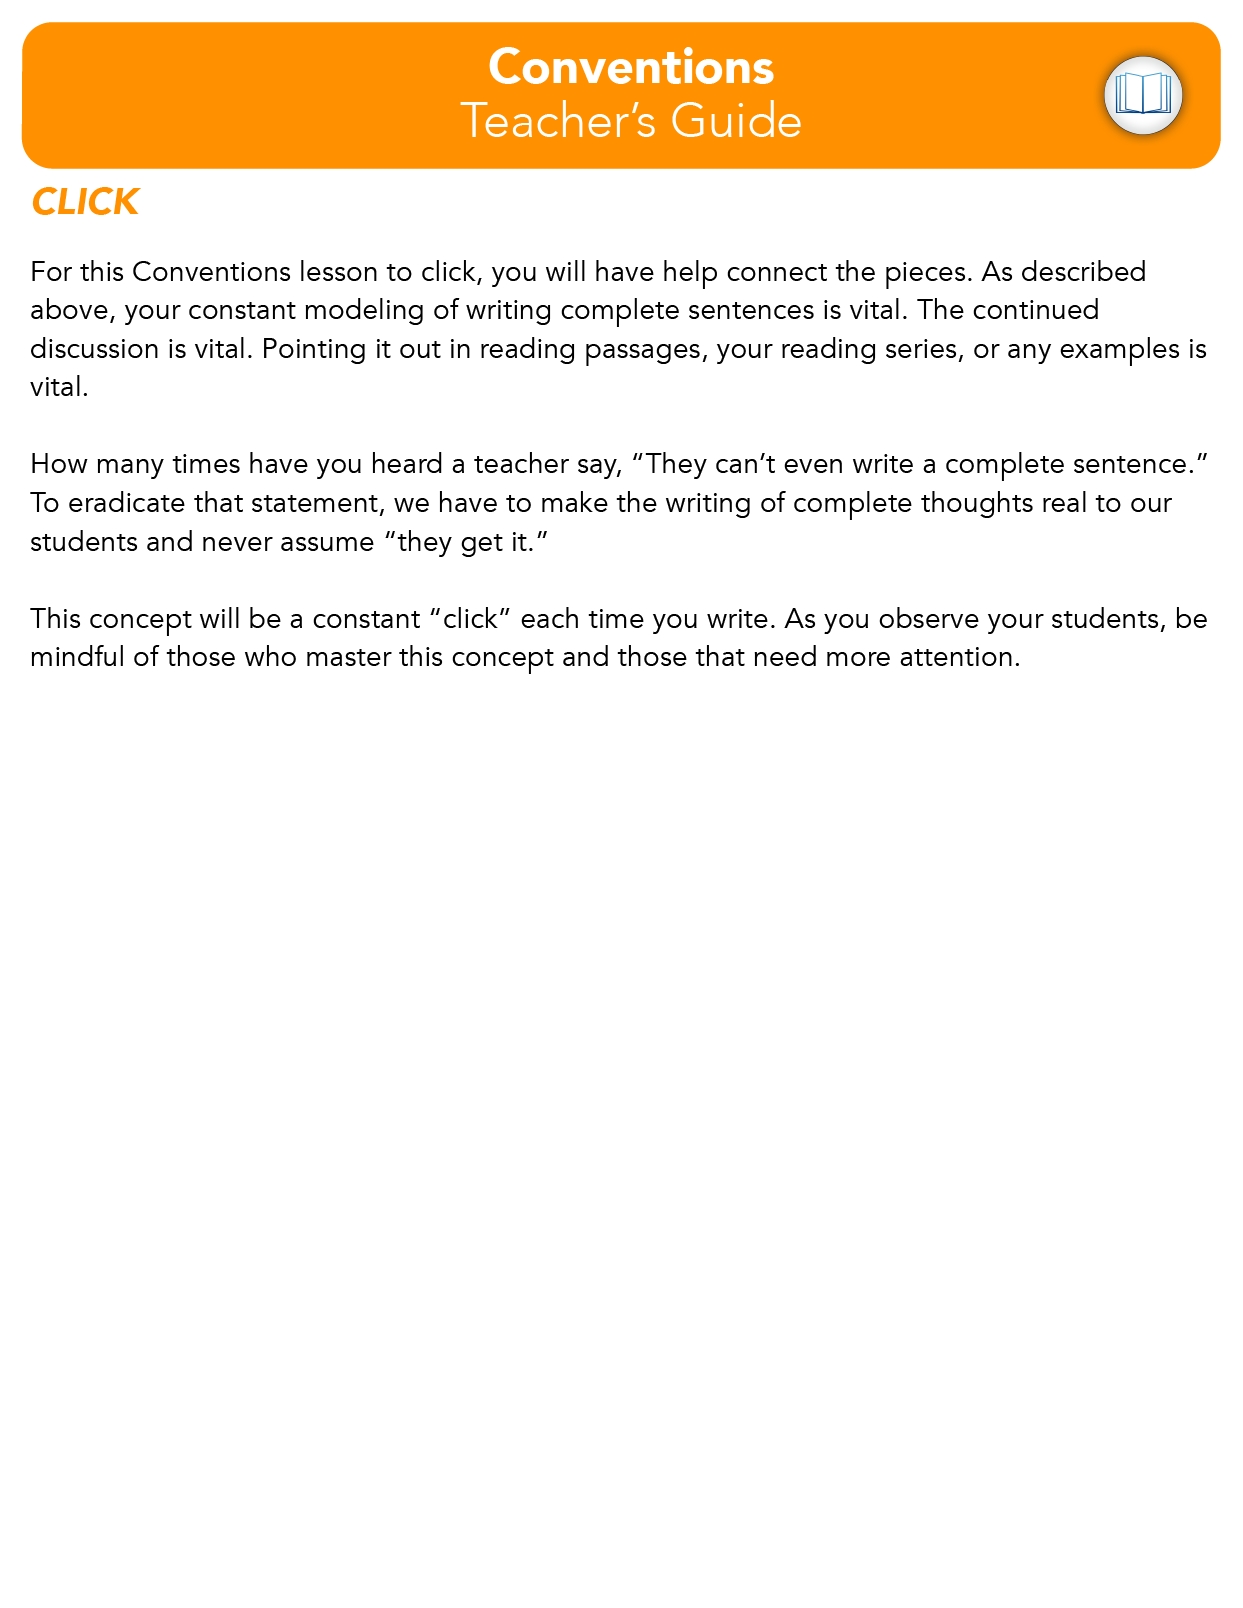 Conventions
Teacher’s Guide
CLICK
For this Conventions lesson to click, you will have help connect the pieces. As described
above, your constant modeling of writing complete sentences is vital. The continued
discussion is vital. Pointing it out in reading passages, your reading series, or any examples is
vital.
How many times have you heard a teacher say, “They can’t even write a complete sentence.”
To eradicate that statement, we have to make the writing of complete thoughts real to our
students and never assume “they get it.”
This concept will be a constant “click” each time you write. As you observe your students, be
mindful of those who master this concept and those that need more attention.